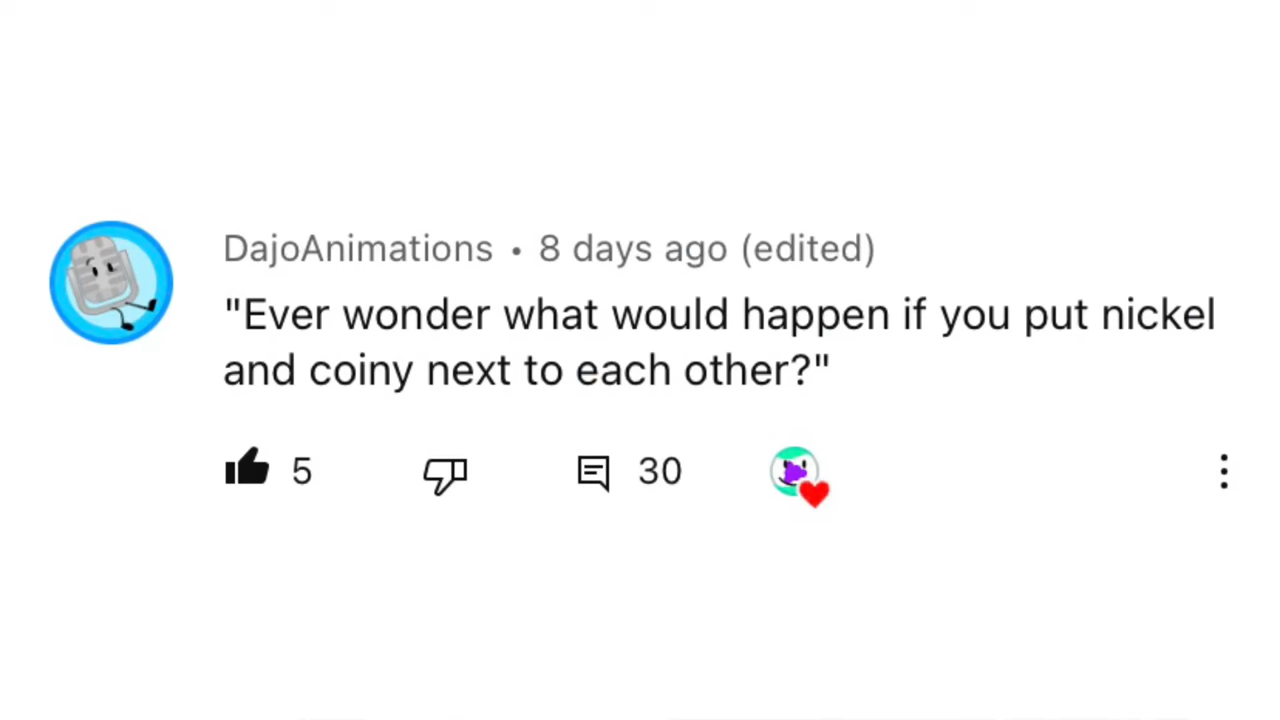 DajoAnimations • 8 days ago (edited)
"Ever wonder what would happen if you put nickel
and coiny next to each other?"
5 30